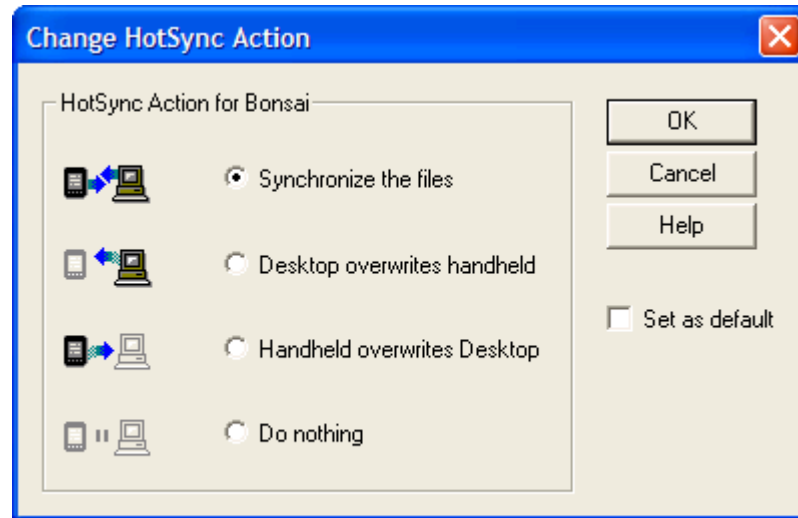 Change HotSync Action
HotSync Action for Bonsai
Synchronize the files
Desktop overwrites handheld
Handheld overwrites Desktop
Do nothing
OK
Cancel
Help
Set as default